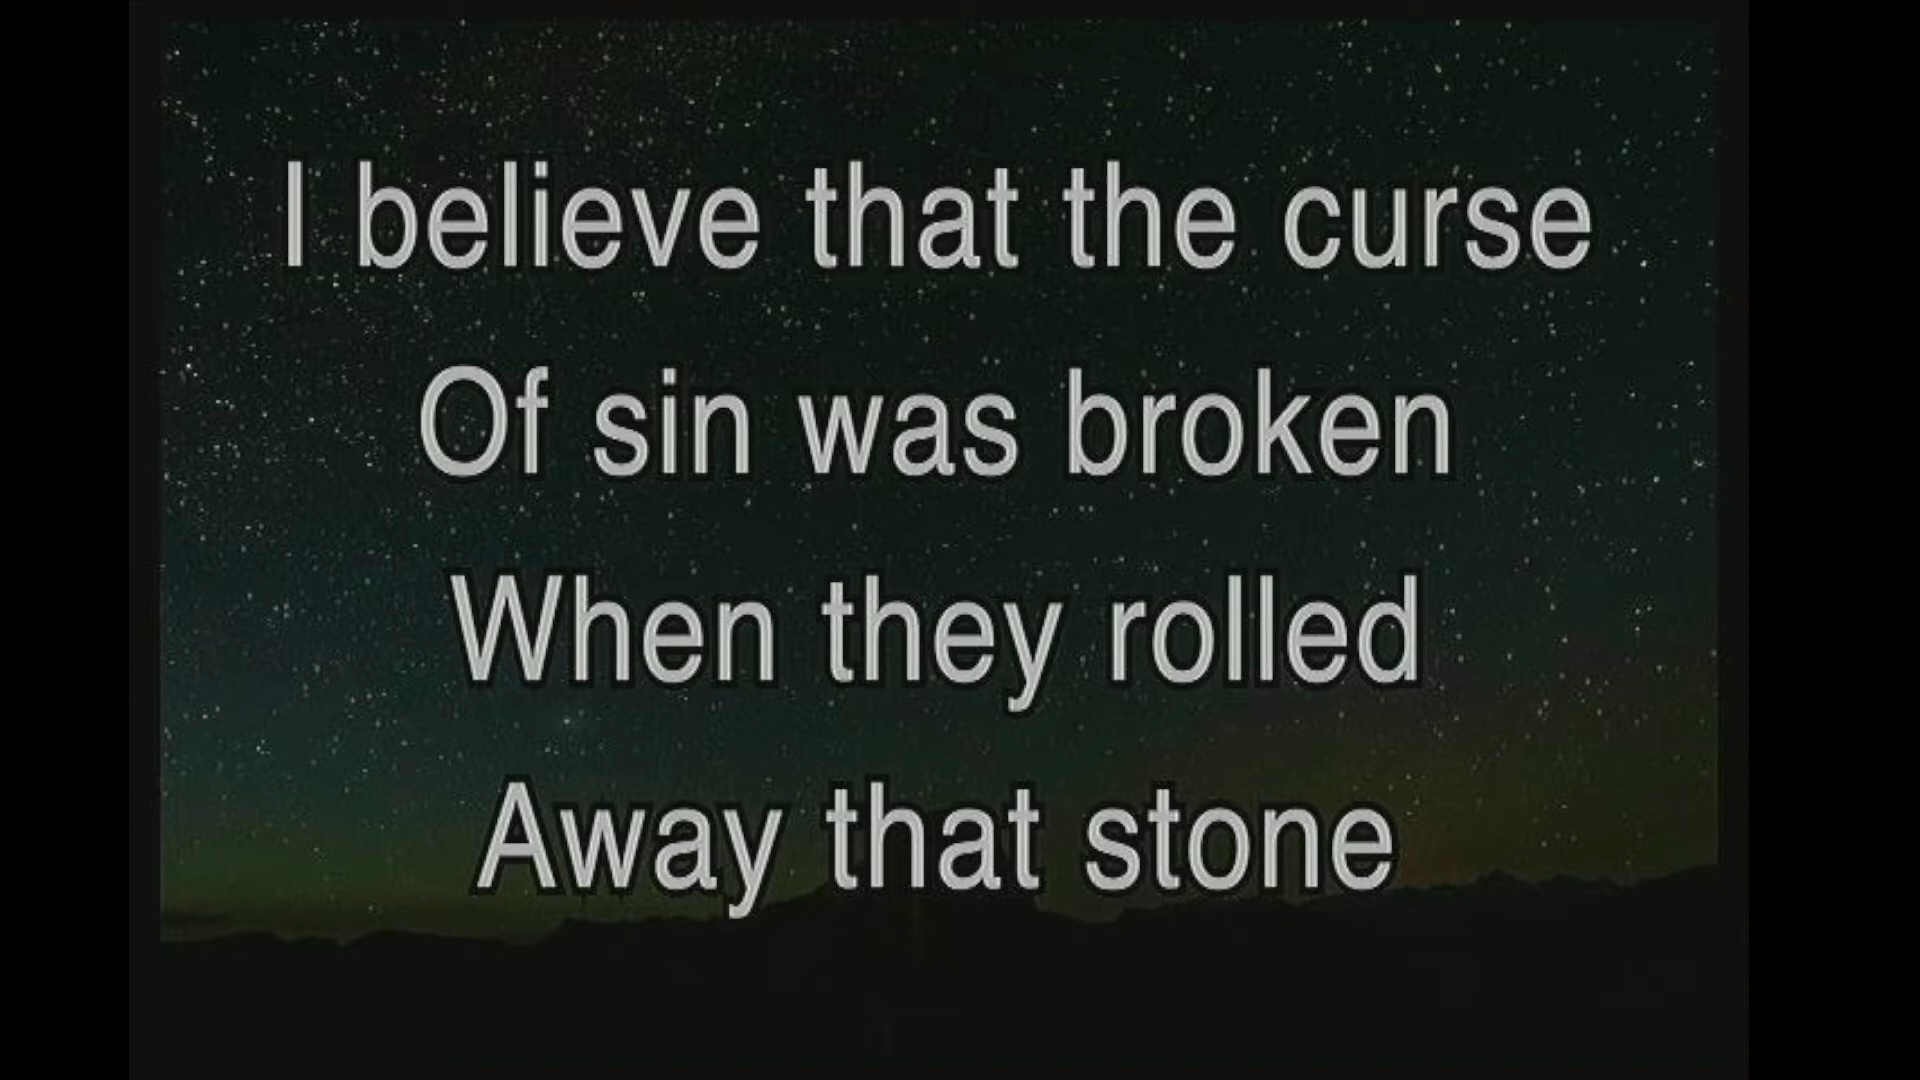 I believe that the curse
Of sin was broken
When they rolled
Away that stone